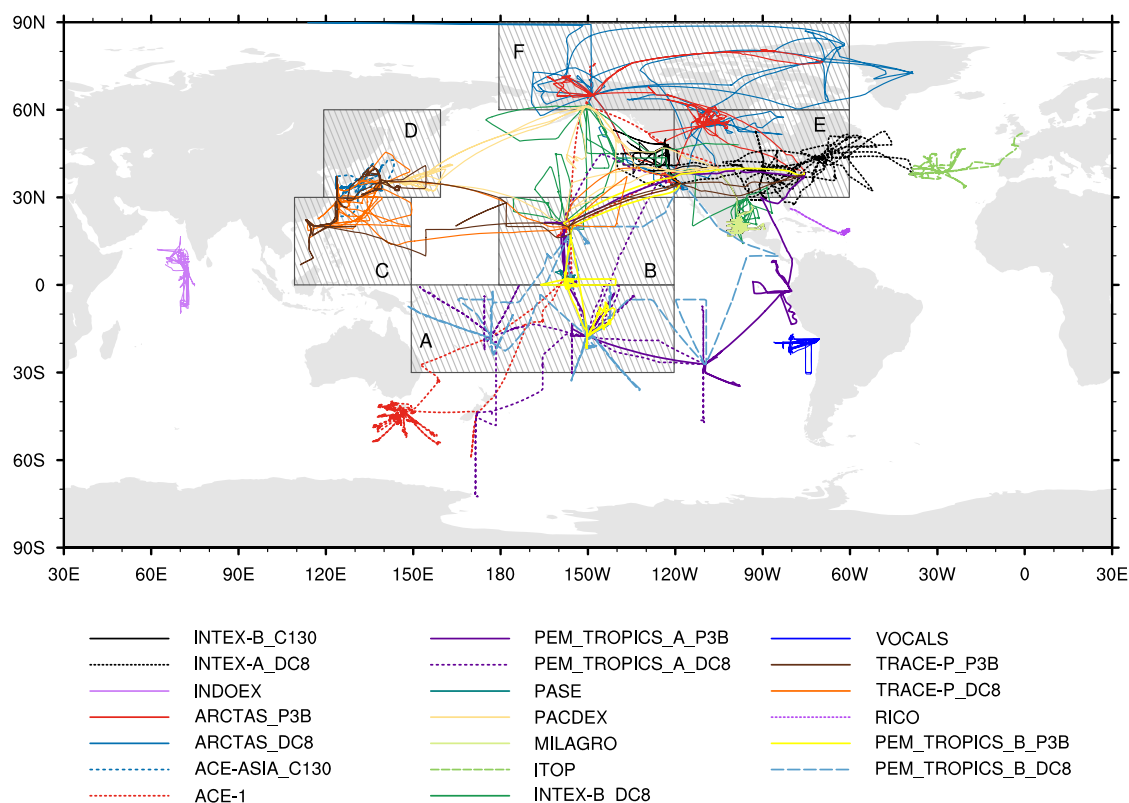 90N
F
60N
D
E
30N
C
B
0
A
30S
60S
90S
30E 60E 90E 120E 150E 180 150W 120W 90W 60W 30W 0 30E
INTEX-B_C130 PEM_TROPICS_A_P3B VOCALS
INTEX-A_DC8 PEM_TROPICS_A_DC8 TRACE-P_P3B
INDOEX PASE TRACE-P_DC8
ARCTAS_P3B PACDEX RICO
ARCTAS_DC8 MILAGRO PEM_TROPICS_B_P3B
ACE-ASIA_C130 ITOP PEM_TROPICS_B_DC8
ACE-1 INTEX-B_DC8